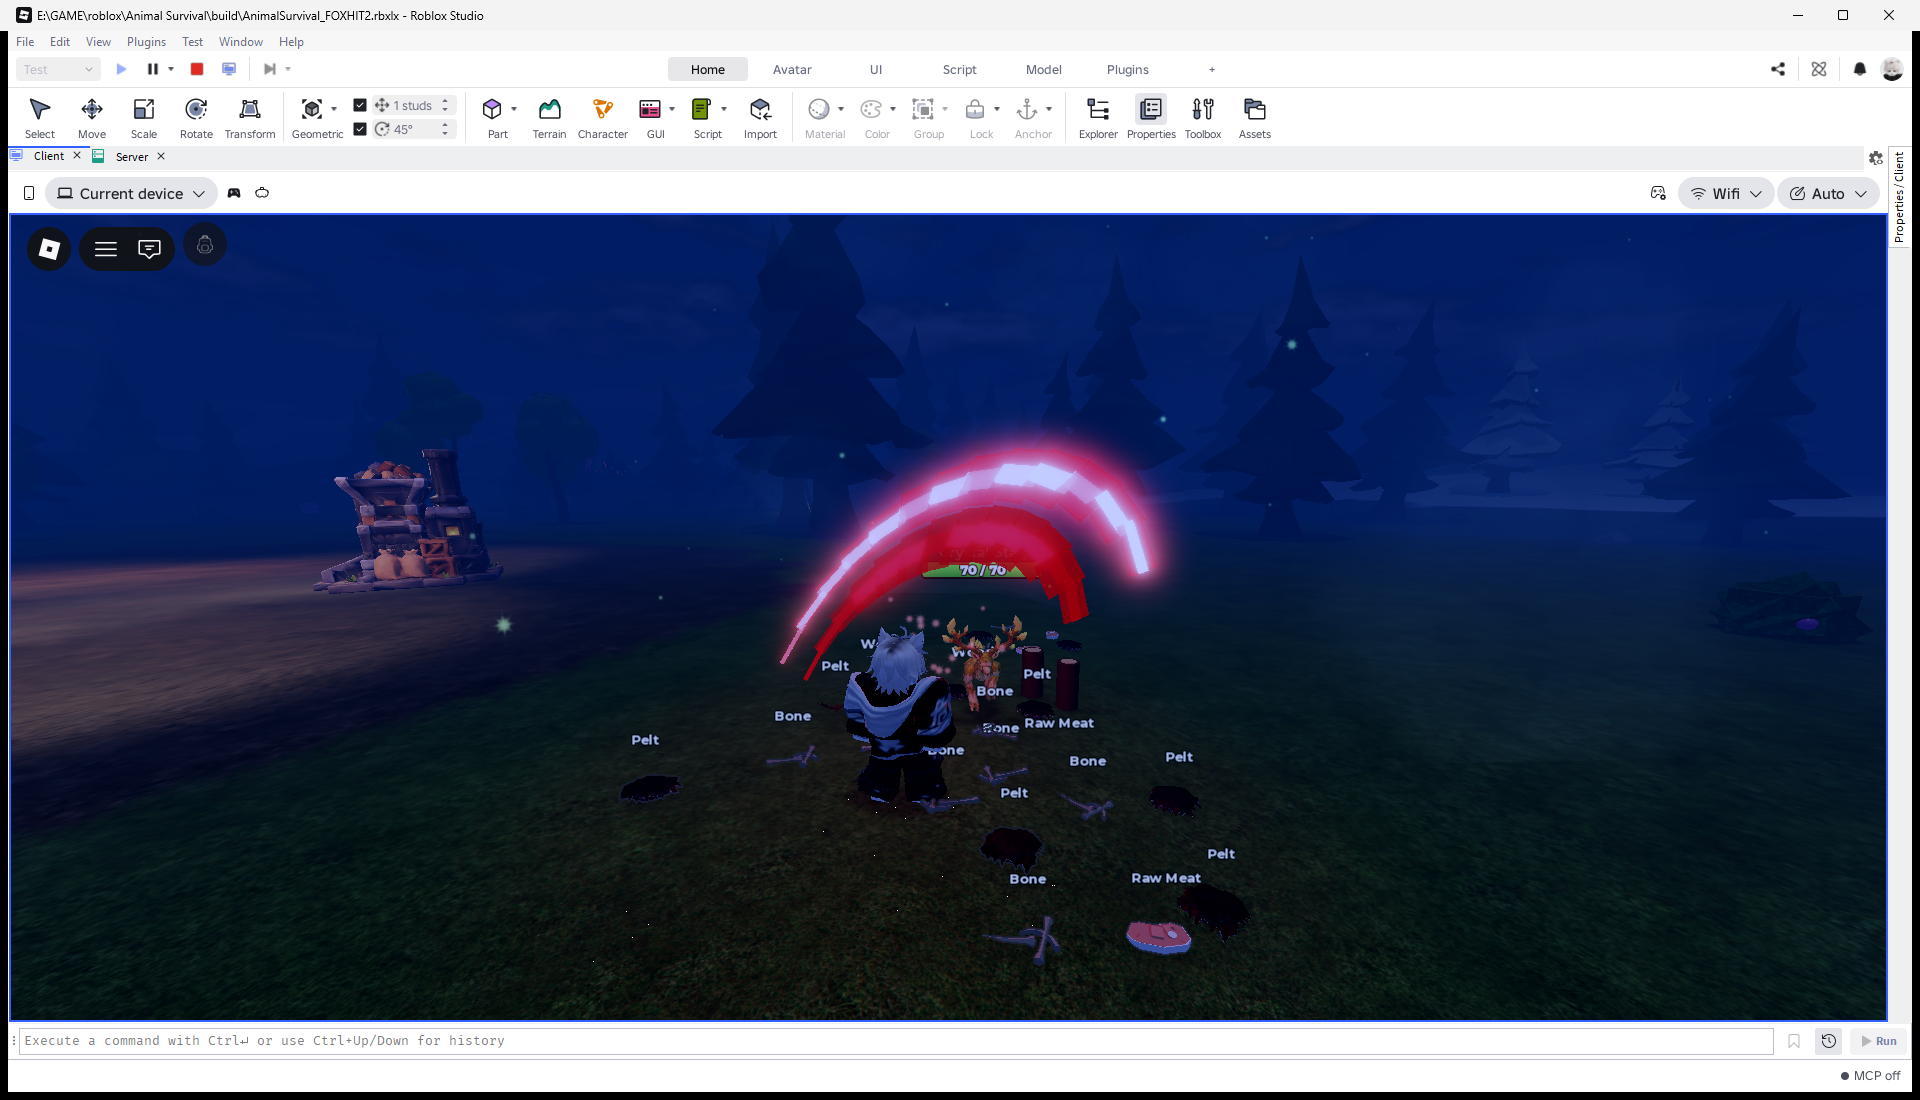 E:\GAME\roblox\Animal Survival\build\AnimalSurvival_FOXHIT2.rbxlx - Roblox Studio
File Edit View Plugins Test Window Help
Test
Home Avatar UI Script Model Plugins +
1 studs
45°
Select Move Scale Rotate Transform Geometric Part Terrain Character GUI Script Import Material Color Group Lock Anchor Explorer Properties Toolbox Assets
Client Server
Properties / Client
Current device
Wifi Auto
70 / 70
Pelt
Pelt
Bone
Bone
Raw Meat
Bone
Pelt
Bone
Bone
Pelt
Pelt
Pelt
Bone
Raw Meat
Execute a command with Ctrl↵ or use Ctrl+Up/Down for history
Run
MCP off